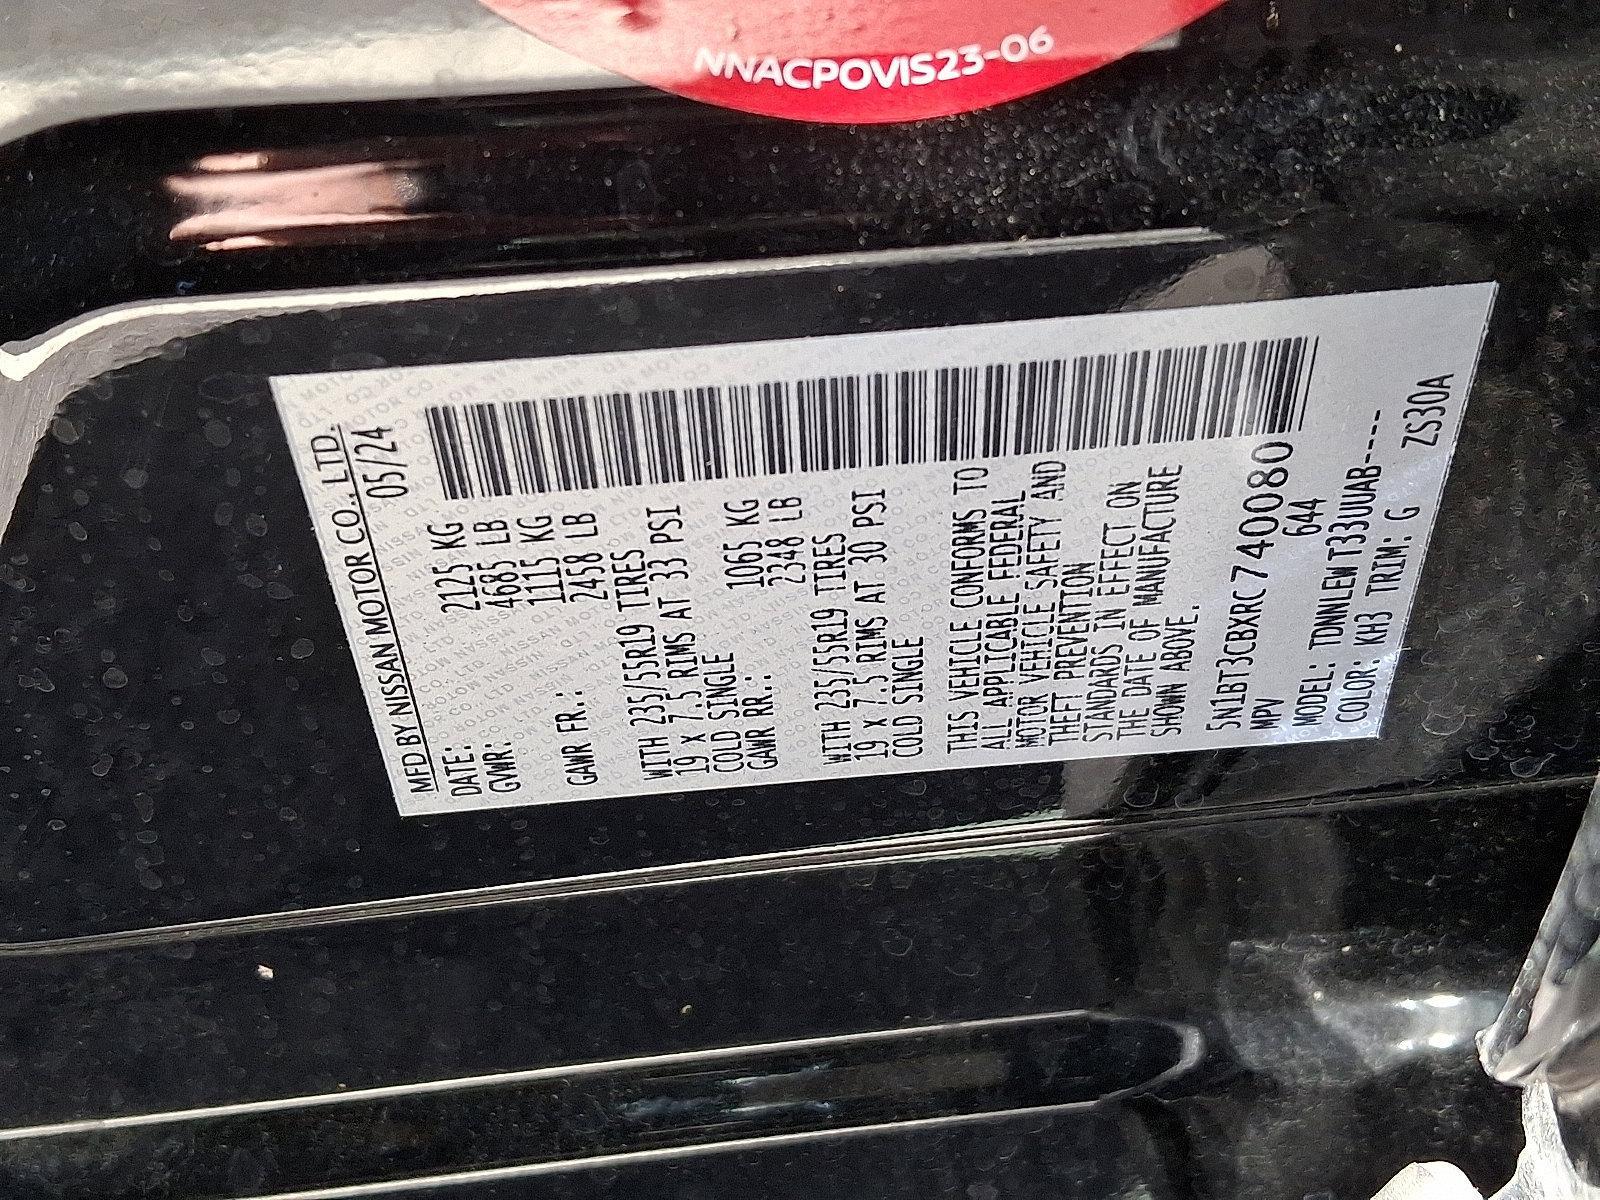 NNACPOVIS23-06
MFD BY NISSAN MOTOR CO., LTD.
DATE: 05/24
GVWR: 2125 KG
4685 LB
GAWR FR.: 1115 KG
2458 LB
WITH 235/55R19 TIRES
19 X 7.5 RIMS AT 33 PSI
COLD SINGLE
GAWR RR.: 1065 KG
2348 LB
WITH 235/55R19 TIRES
19 X 7.5 RIMS AT 30 PSI
COLD SINGLE
THIS VEHICLE CONFORMS TO
ALL APPLICABLE FEDERAL
MOTOR VEHICLE SAFETY AND
THEFT PREVENTION
STANDARDS IN EFFECT ON
THE DATE OF MANUFACTURE
SHOWN ABOVE.
5N1BT3CBXRC740080
MPV 644
MODEL: TDNNLEW T33UUAB----
COLOR: KH3 TRIM: G ZS30A